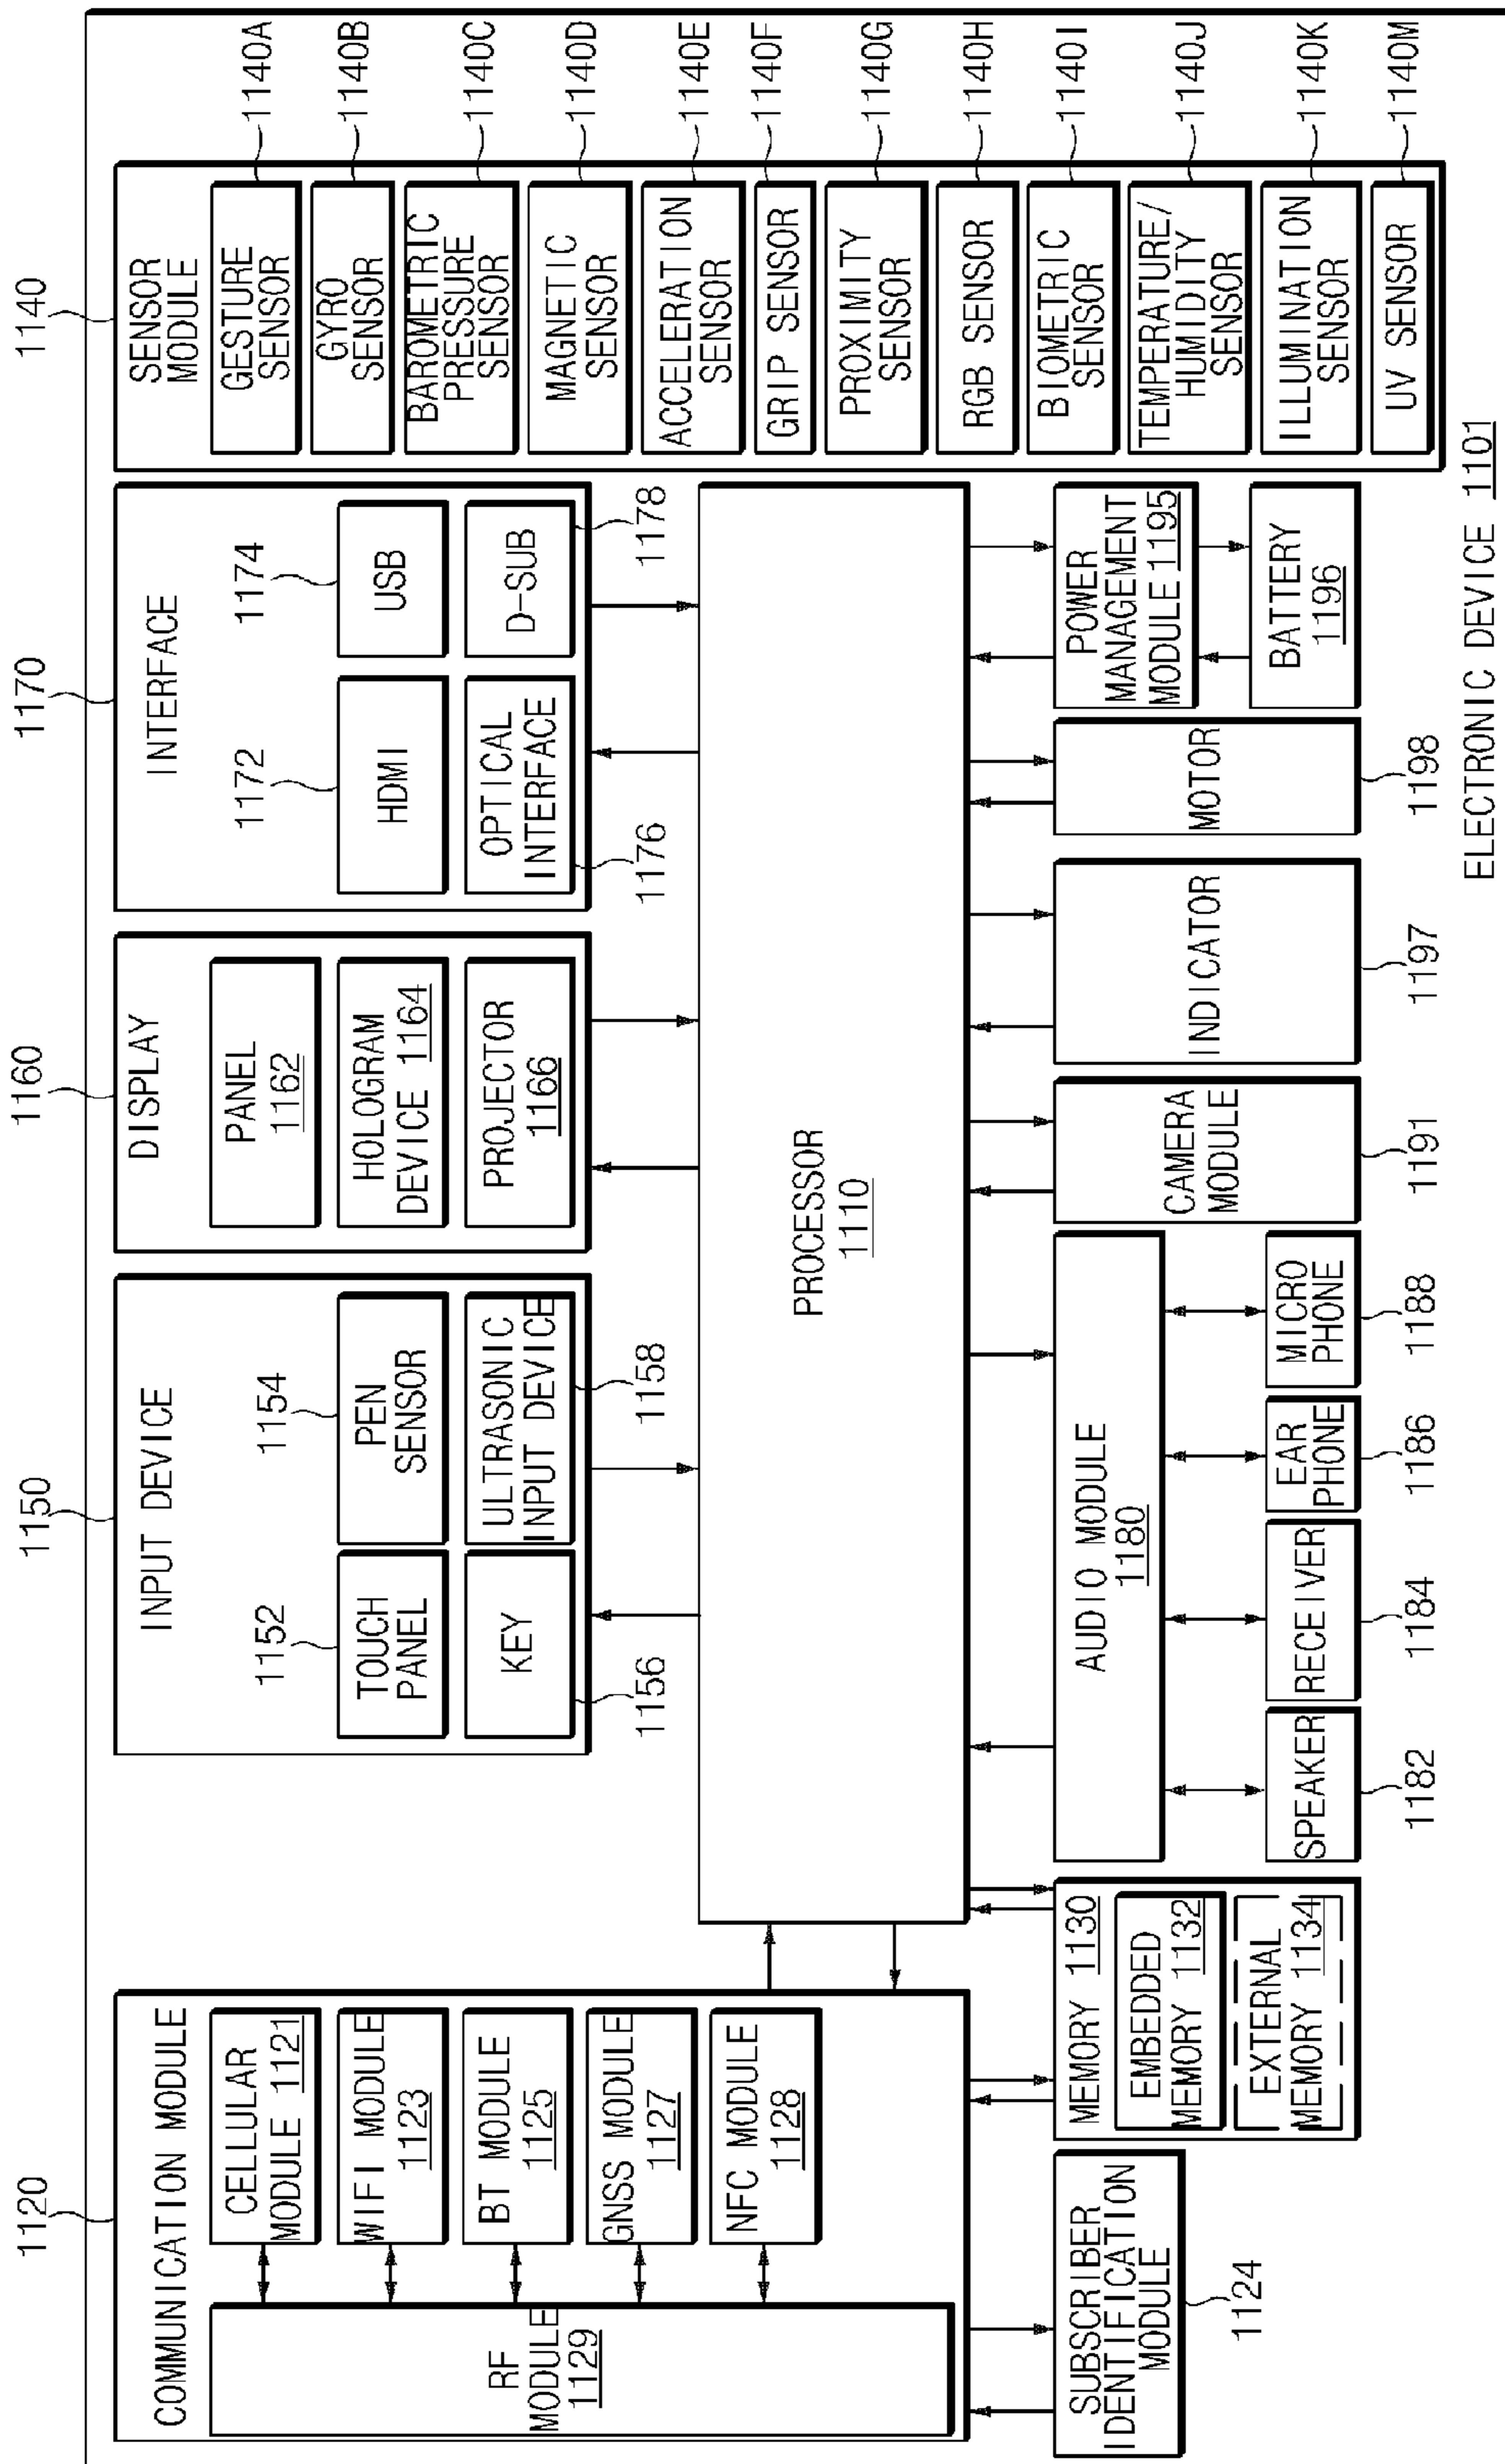 1120
COMMUNICATION MODULE
CELLULAR
MODULE 1121
WIFI MODULE
1123
BT MODULE
1125
GNSS MODULE
1127
NFC MODULE
1128
RF
MODULE
1129
1150
INPUT DEVICE
1152
TOUCH
PANEL
1154
PEN
SENSOR
KEY
1156
ULTRASONIC
INPUT DEVICE
1158
1160
DISPLAY
PANEL
1162
HOLOGRAM
DEVICE 1164
PROJECTOR
1166
1170
INTERFACE
1172
HDMI
1174
USB
OPTICAL
INTERFACE
1176
D-SUB
1178
1140
SENSOR
MODULE
GESTURE
SENSOR
1140A
GYRO
SENSOR
1140B
BAROMETRIC
PRESSURE
SENSOR
1140C
MAGNETIC
SENSOR
1140D
ACCELERATION
SENSOR
1140E
GRIP SENSOR
1140F
PROXIMITY
SENSOR
1140G
RGB SENSOR
1140H
BIOMETRIC
SENSOR
1140I
TEMPERATURE/
HUMIDITY
SENSOR
1140J
ILLUMINATION
SENSOR
1140K
UV SENSOR
1140M
PROCESSOR
1110
SUBSCRIBER
IDENTIFICATION
MODULE
1124
MEMORY 1130
EMBEDDED
MEMORY 1132
EXTERNAL
MEMORY 1134
AUDIO MODULE
1180
SPEAKER
1182
RECEIVER
1184
EAR
PHONE
1186
MICRO
PHONE
1188
CAMERA
MODULE
1191
INDICATOR
1197
MOTOR
1198
POWER
MANAGEMENT
MODULE 1195
BATTERY
1196
ELECTRONIC DEVICE 1101